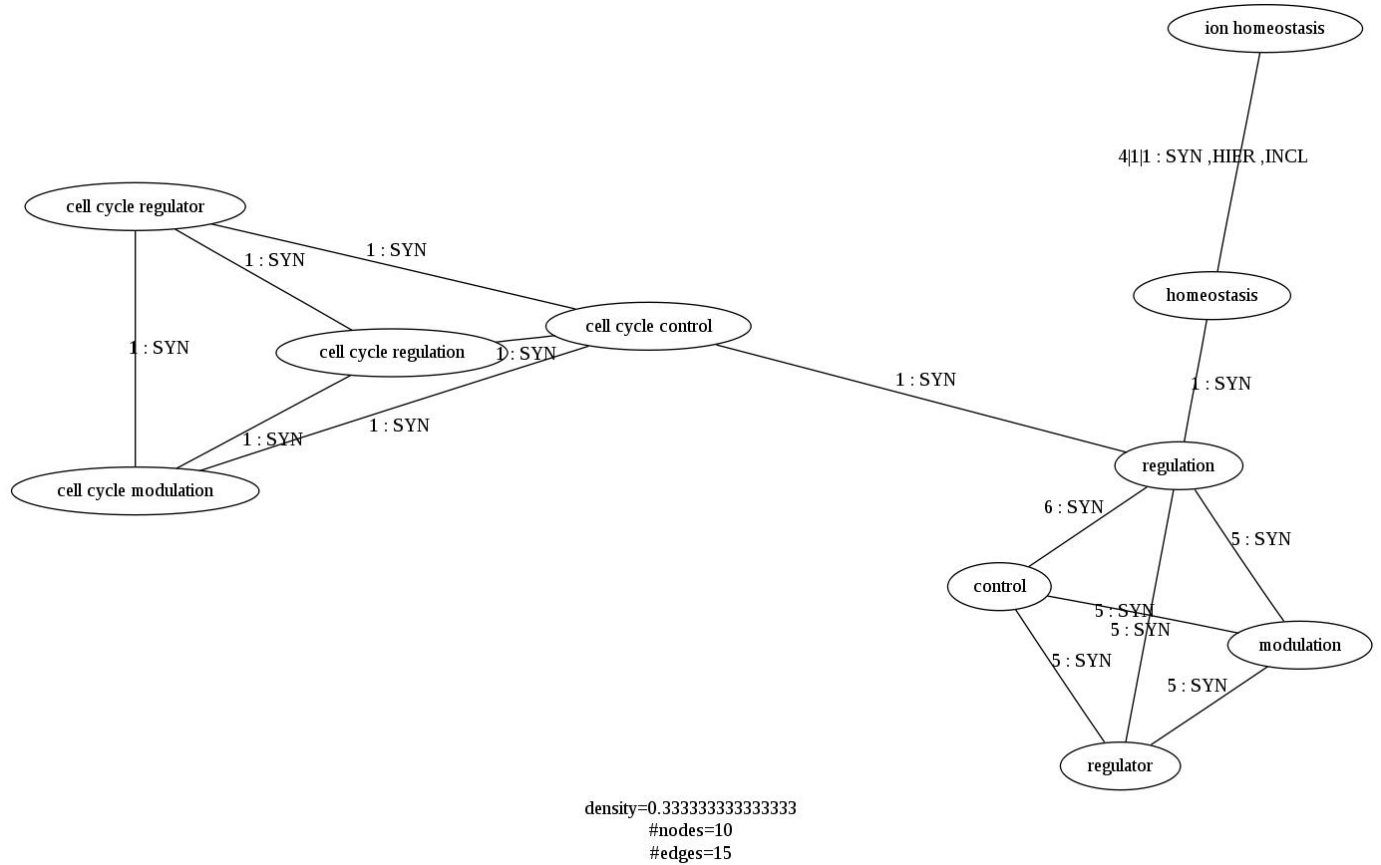 ion homeostasis
4|1|1 : SYN ,HIER ,INCL
cell cycle regulator
1 : SYN
1 : SYN
homeostasis
cell cycle control
1 : SYN
cell cycle regulation
1 : SYN
1 : SYN
1 : SYN
1 : SYN
1 : SYN
1 : SYN
regulation
cell cycle modulation
6 : SYN
5 : SYN
control
5 : SYN
5 : SYN
modulation
5 : SYN
5 : SYN
regulator
density=0.333333333333333
#nodes=10
#edges=15